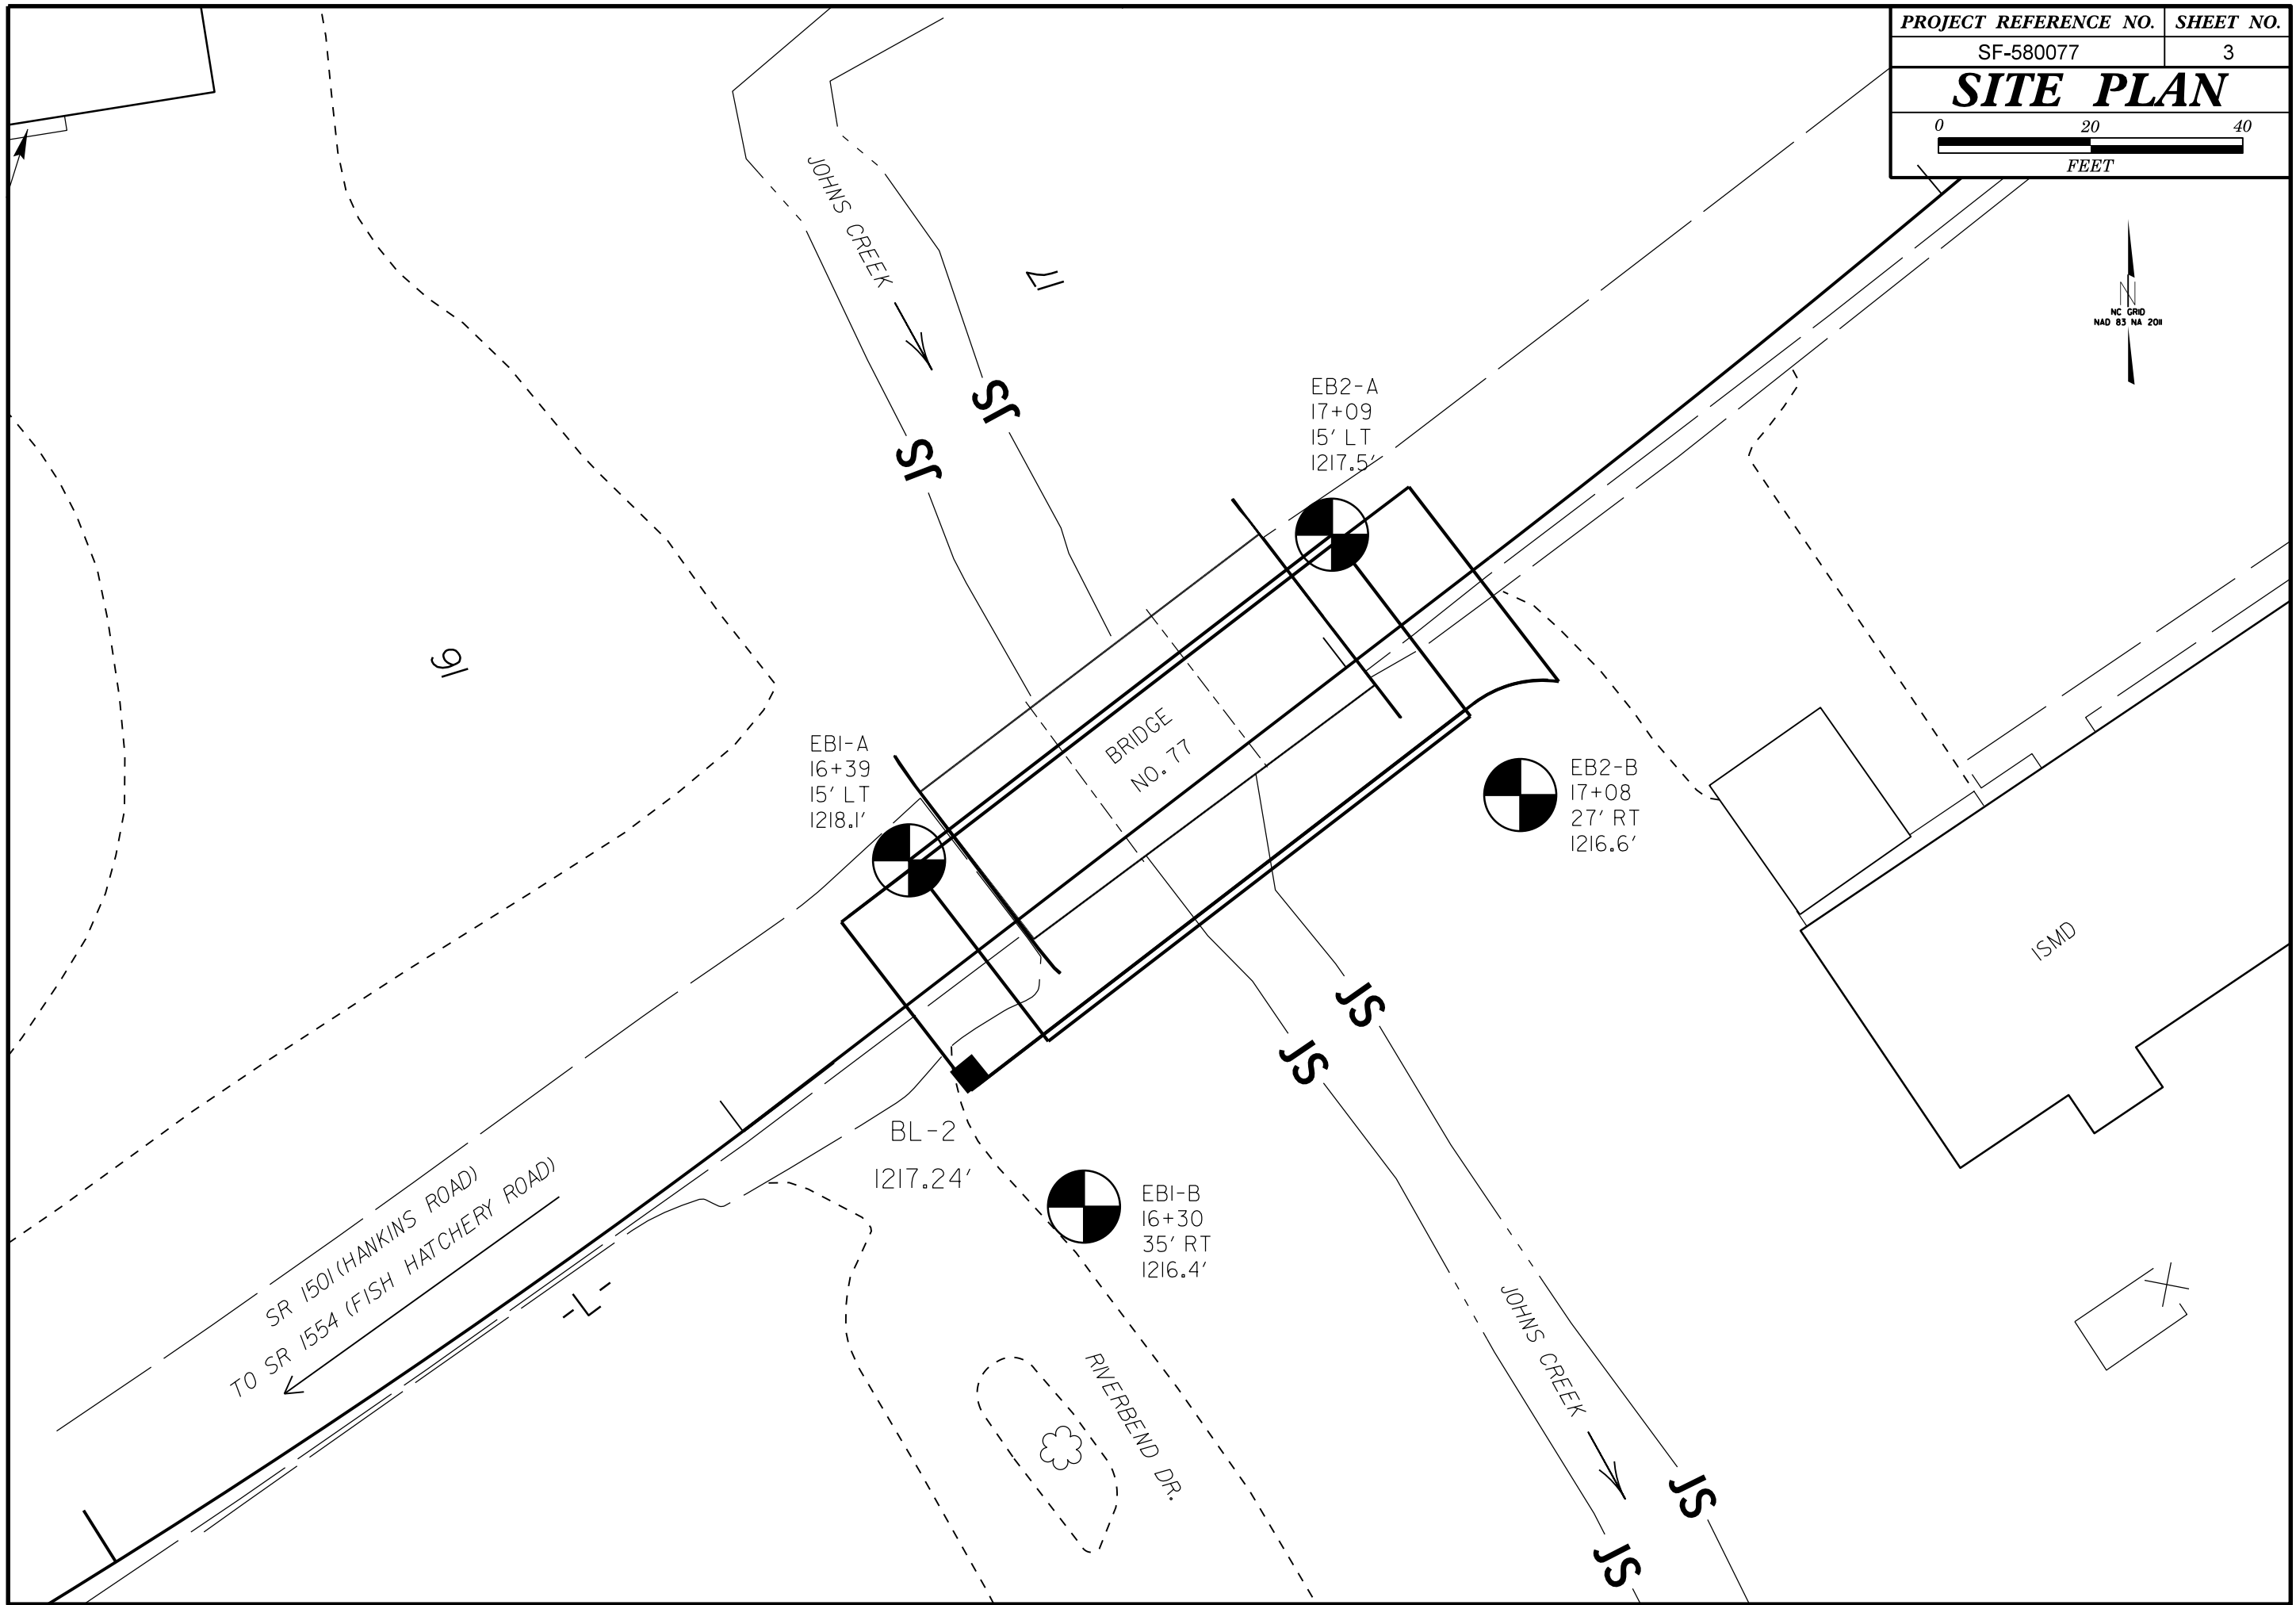 PROJECT REFERENCE NO. SHEET NO.
SF-580077 3
SITE PLAN
0 20 40
FEET
N
NC GRID
NAD 83 NA 2011
JOHNS CREEK
17
JS
JS
EB2-A
17+09
15' LT
1217.5'
16
BRIDGE
NO. 77
EB1-A
16+39
15' LT
1218.1'
EB2-B
17+08
27' RT
1216.6'
ISMD
JS
JS
BL-2
1217.24'
EB1-B
16+30
35' RT
1216.4'
SR 1501 (HANKINS ROAD)
TO SR 1554 (FISH HATCHERY ROAD)
-L-
RIVERBEND DR.
JOHNS CREEK
JS
JS